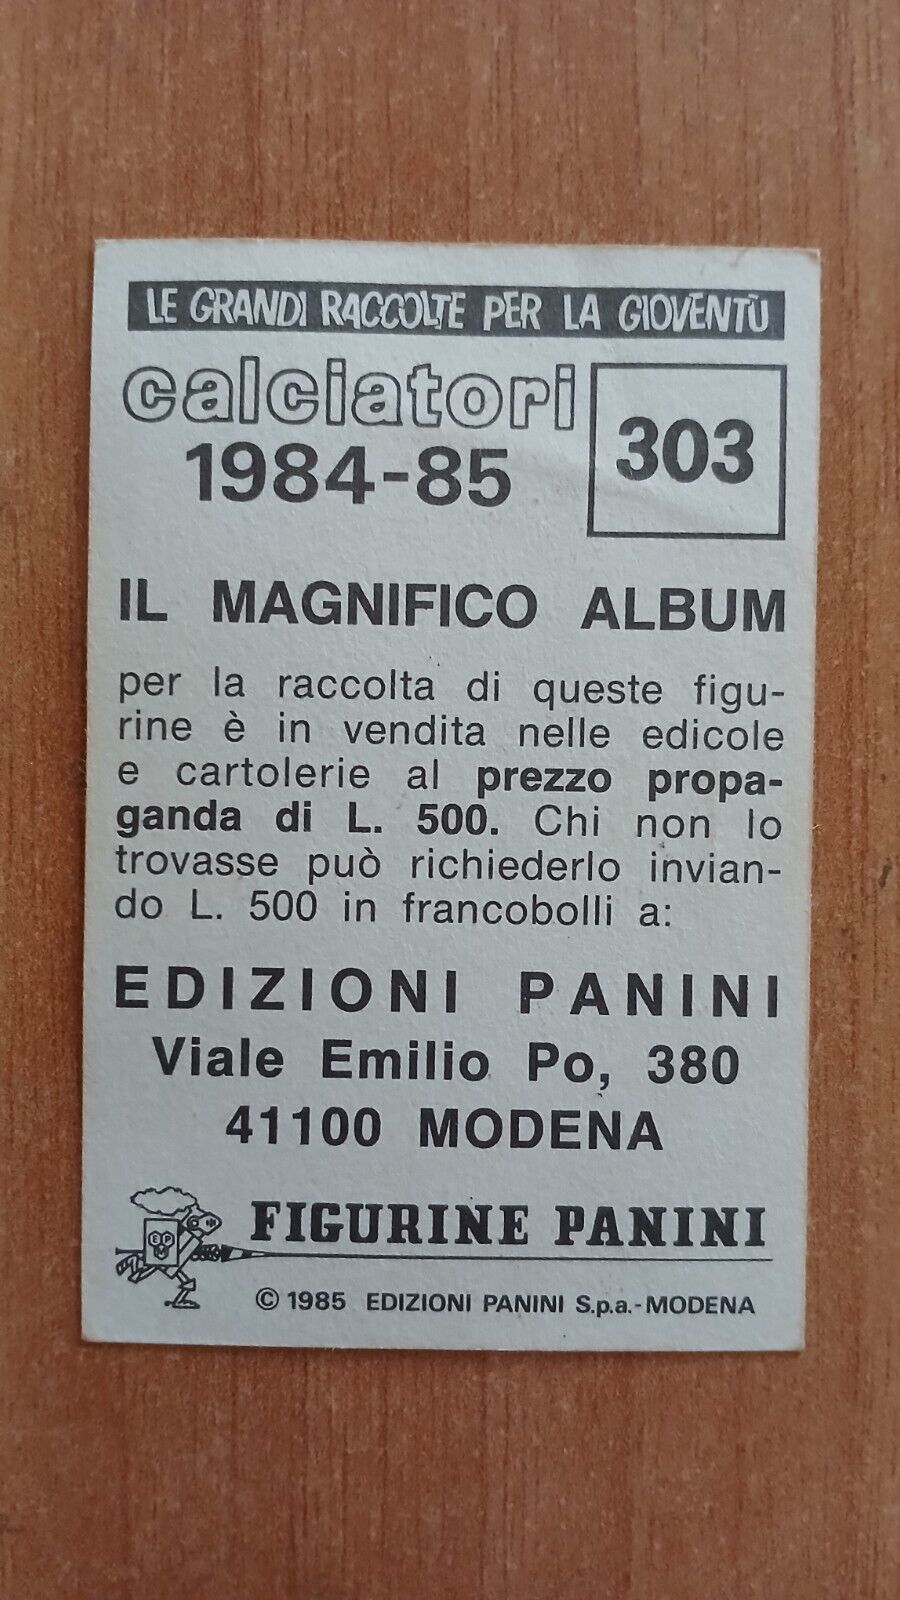 LE GRANDI RACCOLTE PER LA GIOVENTÙ
calciatori
1984-85
303
IL MAGNIFICO ALBUM
per la raccolta di queste figu-
rine è in vendita nelle edicole
e cartolerie al prezzo propa-
ganda di L. 500. Chi non lo
trovasse può richiederlo invian-
do L. 500 in francobolli a:
EDIZIONI PANINI
Viale Emilio Po, 380
41100 MODENA
EP
FIGURINE PANINI
© 1985 EDIZIONI PANINI S.p.a.-MODENA